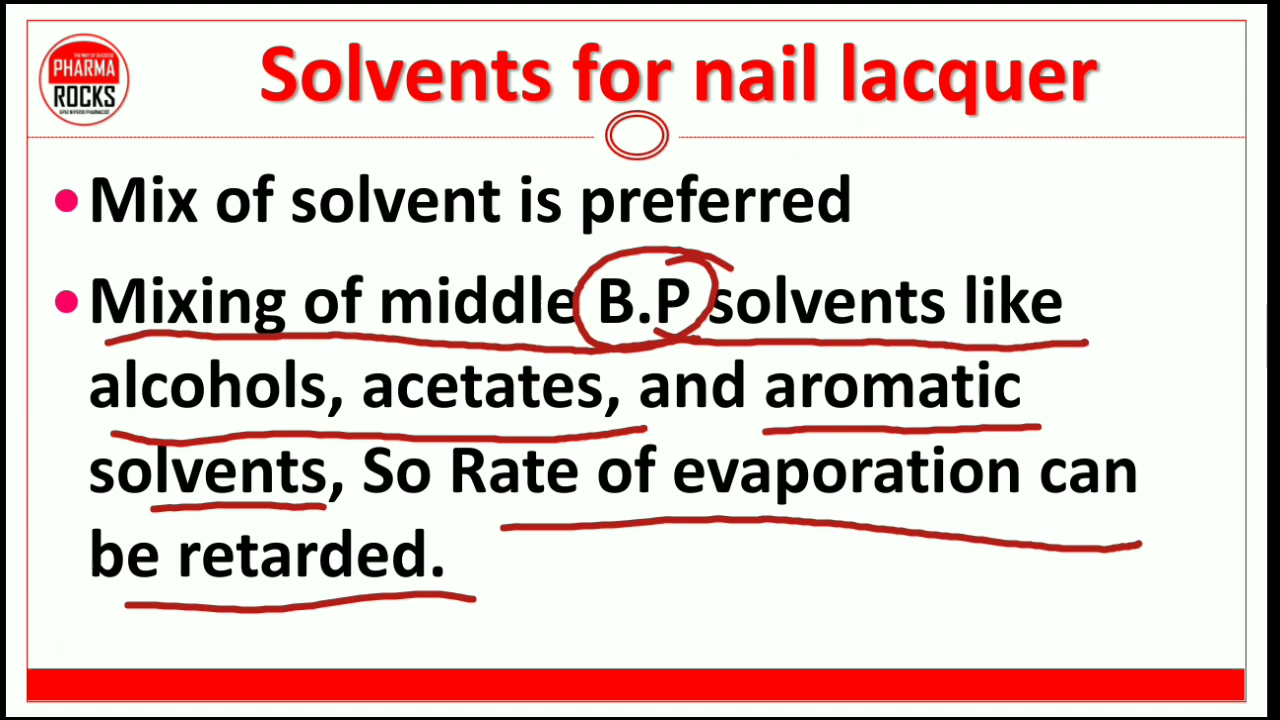 PHARMA
ROCKS
Solvents for nail lacquer
•Mix of solvent is preferred
•Mixing of middle B.P solvents like
alcohols, acetates, and aromatic
solvents, So Rate of evaporation can
be retarded.